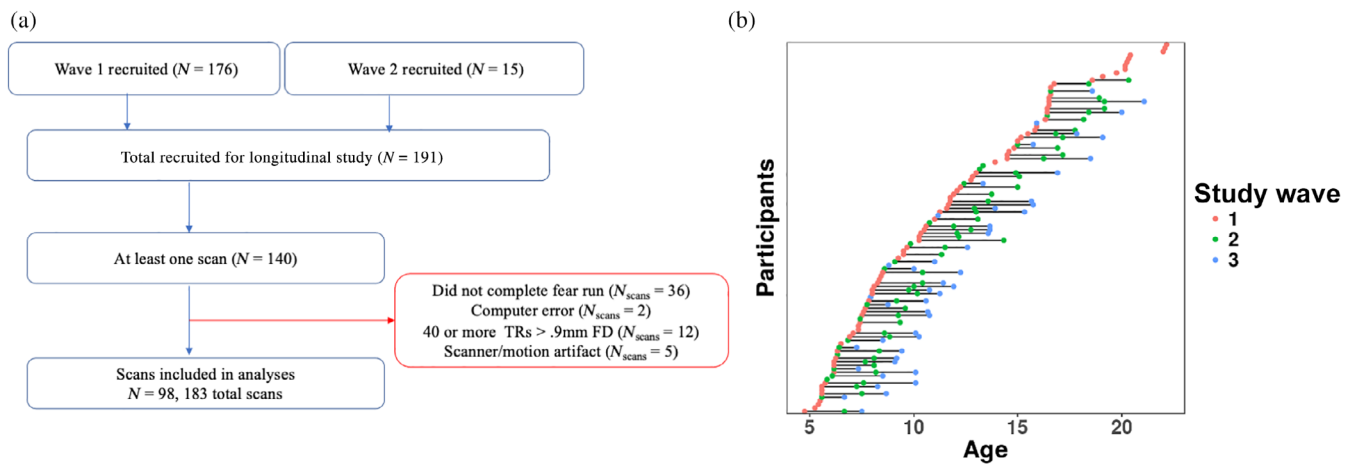 (a)
Wave 1 recruited (N = 176)
Wave 2 recruited (N = 15)
Total recruited for longitudinal study (N = 191)
At least one scan (N = 140)
Did not complete fear run (Nscans = 36)
Computer error (Nscans = 2)
40 or more TRs > .9mm FD (Nscans = 12)
Scanner/motion artifact (Nscans = 5)
Scans included in analyses
N = 98, 183 total scans
(b)
Participants
5 10 15 20
Age
Study wave
1
2
3